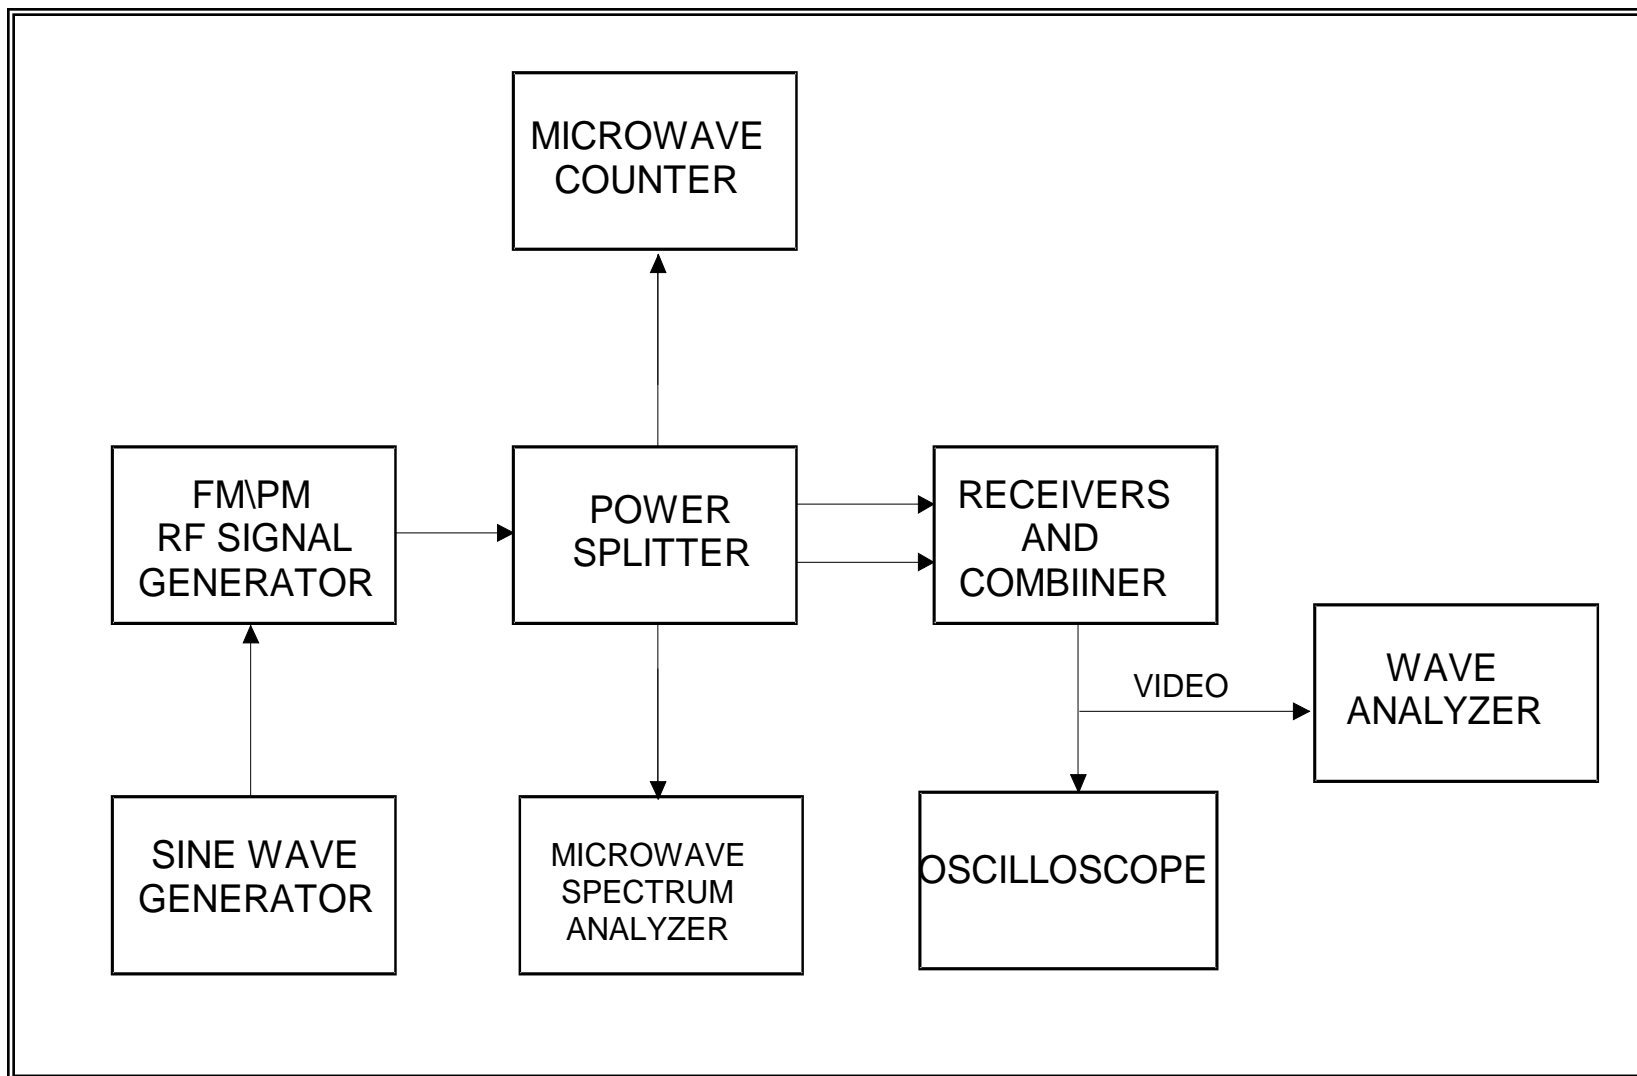 MICROWAVE
COUNTER
FM\PM
RF SIGNAL
GENERATOR
POWER
SPLITTER
RECEIVERS
AND
COMBIINER
VIDEO
WAVE
ANALYZER
SINE WAVE
GENERATOR
MICROWAVE
SPECTRUM
ANALYZER
OSCILLOSCOPE